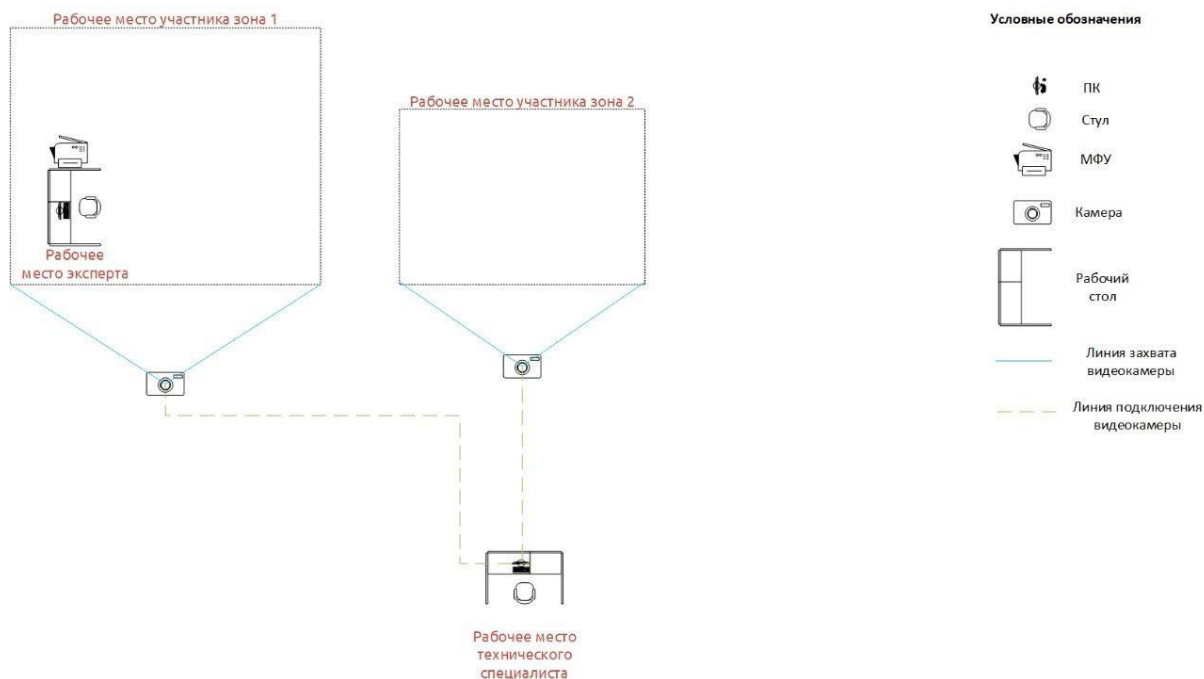 Рабочее место участника зона 1
Рабочее место участника зона 2
Рабочее
место эксперта
Рабочее место
технического
специалиста
Условные обозначения
ПК
Стул
МФУ
Камера
Рабочий
стол
Линия захвата
видеокамеры
Линия подключения
видеокамеры